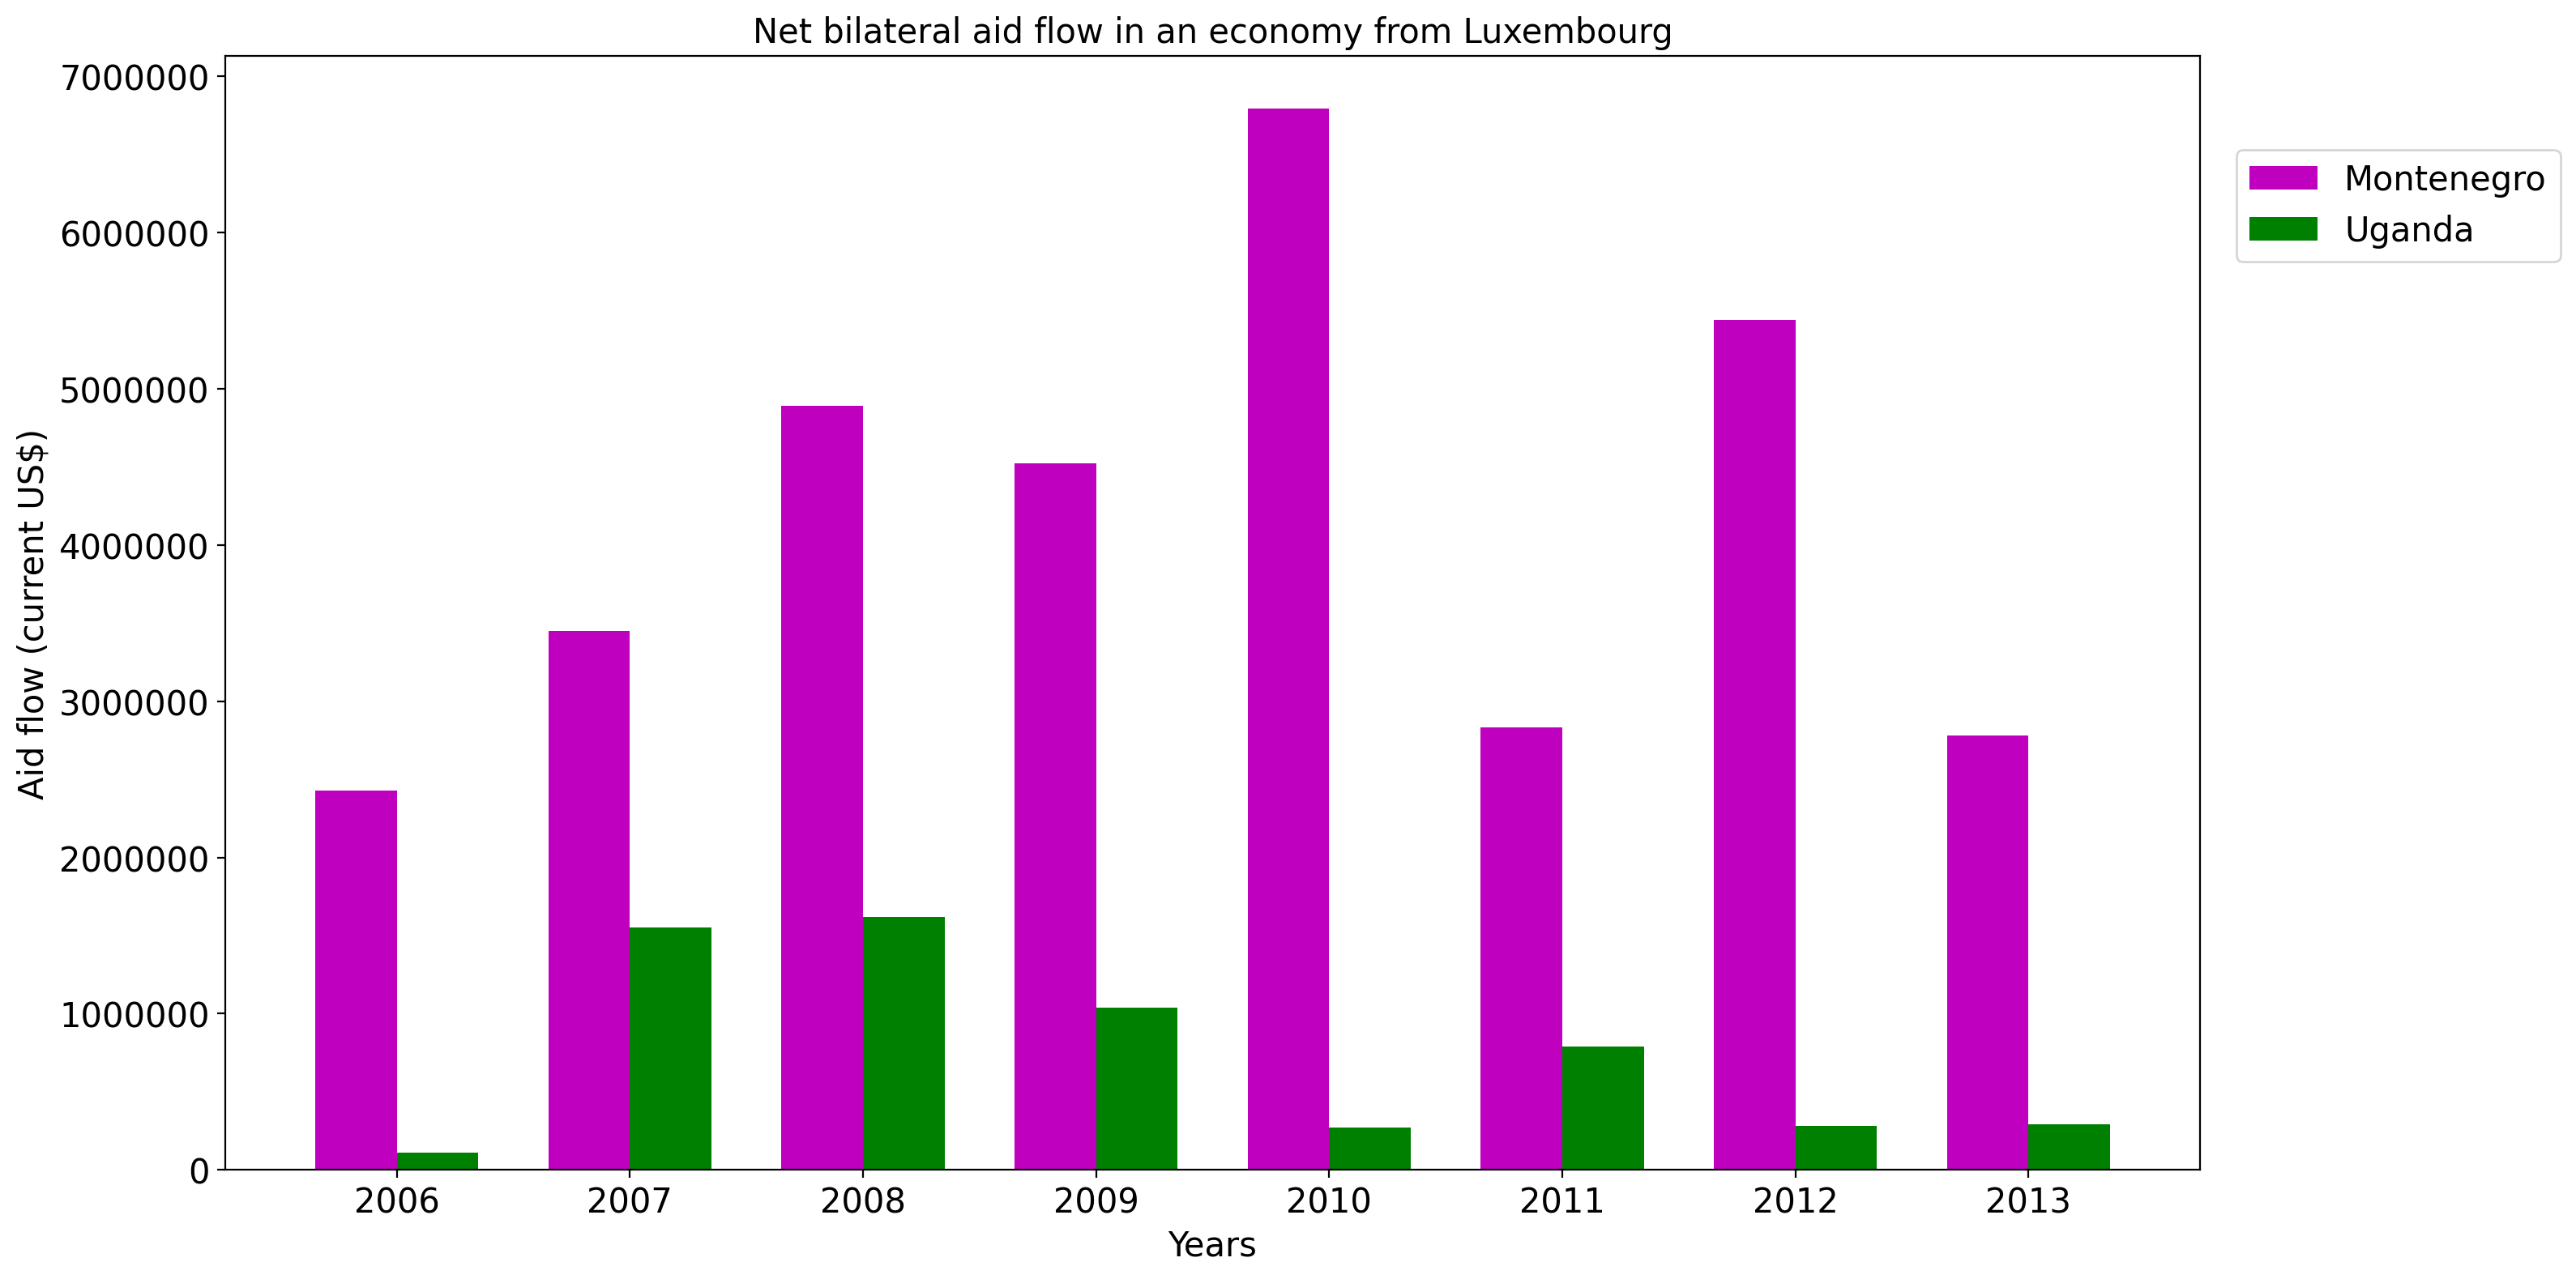 Net bilateral aid flow in an economy from Luxembourg
7000000
6000000
5000000
4000000
3000000
2000000
1000000
0
Aid flow (current US$)
2006 2007 2008 2009 2010 2011 2012 2013
Years
Montenegro
Uganda